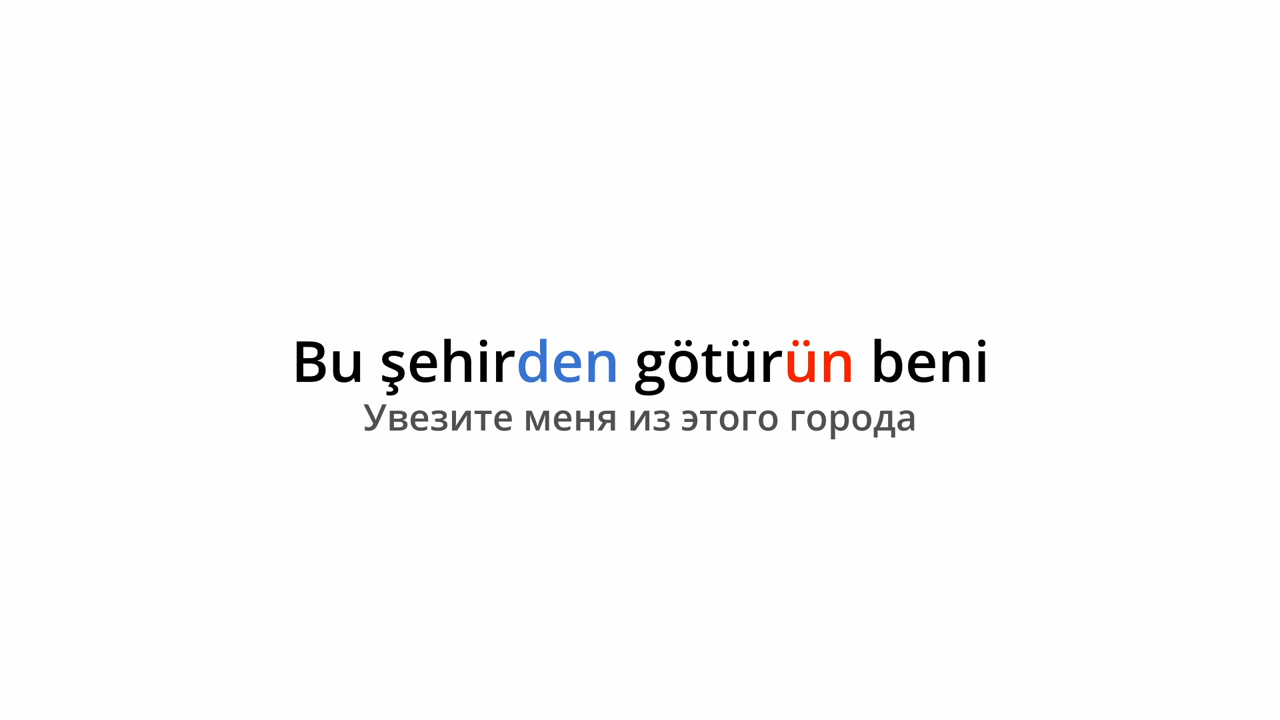 Bu şehirden götürün beni
Увезите меня из этого города